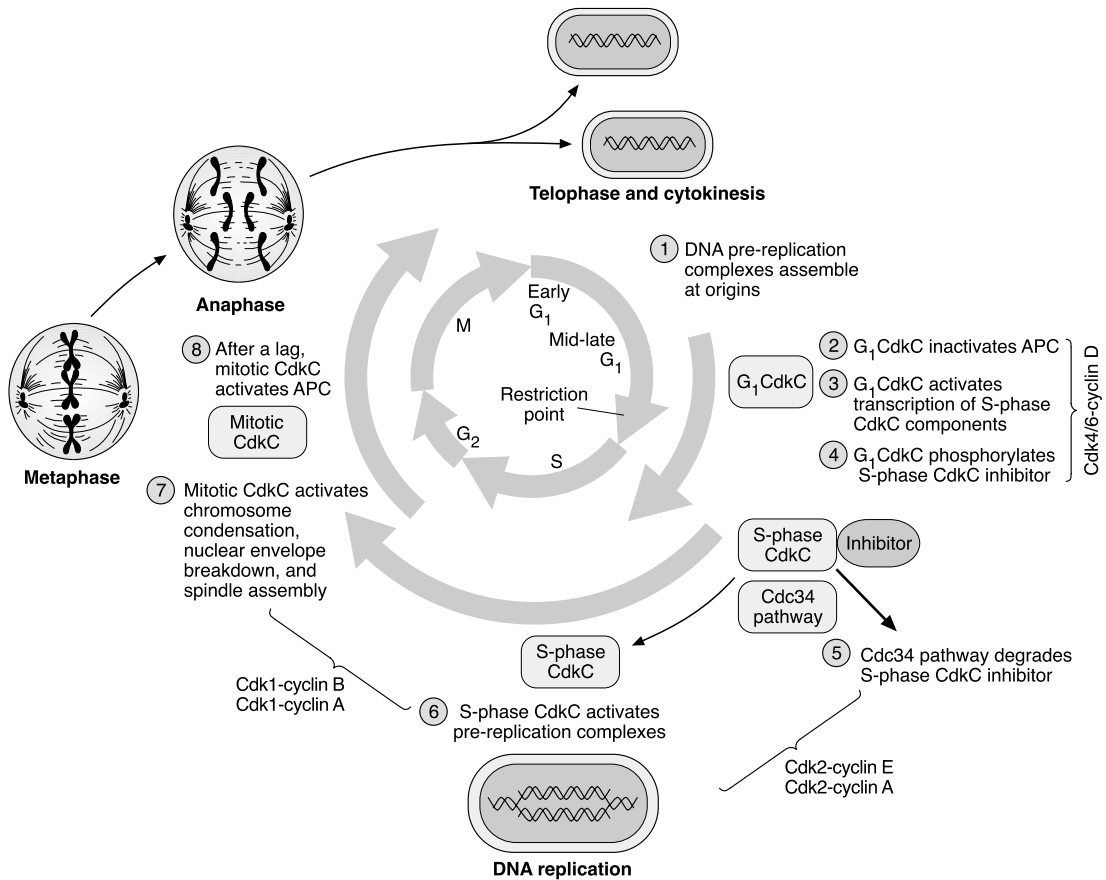 Telophase and cytokinesis
1
DNA pre-replication
complexes assemble
at origins
Anaphase
Metaphase
Early
G1
Mid-late
G1
M
Restriction
point
G2
S
G1CdkC
2
G1CdkC inactivates APC
3
G1CdkC activates
transcription of S-phase
CdkC components
4
G1CdkC phosphorylates
S-phase CdkC inhibitor
Cdk4/6-cyclin D
S-phase
CdkC
Inhibitor
Cdc34
pathway
5
Cdc34 pathway degrades
S-phase CdkC inhibitor
Cdk2-cyclin E
Cdk2-cyclin A
S-phase
CdkC
6
S-phase CdkC activates
pre-replication complexes
DNA replication
Cdk1-cyclin B
Cdk1-cyclin A
7
Mitotic CdkC activates
chromosome
condensation,
nuclear envelope
breakdown, and
spindle assembly
Mitotic
CdkC
8
After a lag,
mitotic CdkC
activates APC